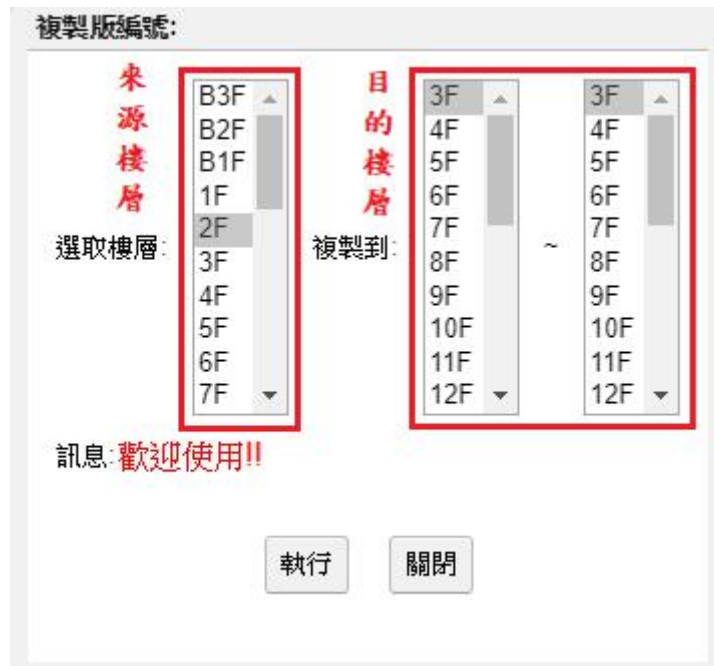 複製版編號:
來源樓層
選取樓層:
B3F
B2F
B1F
1F
2F
3F
4F
5F
6F
7F
目的樓層
複製到:
3F
4F
5F
6F
7F
8F
9F
10F
11F
12F
~
3F
4F
5F
6F
7F
8F
9F
10F
11F
12F
訊息:歡迎使用!!
執行
關閉